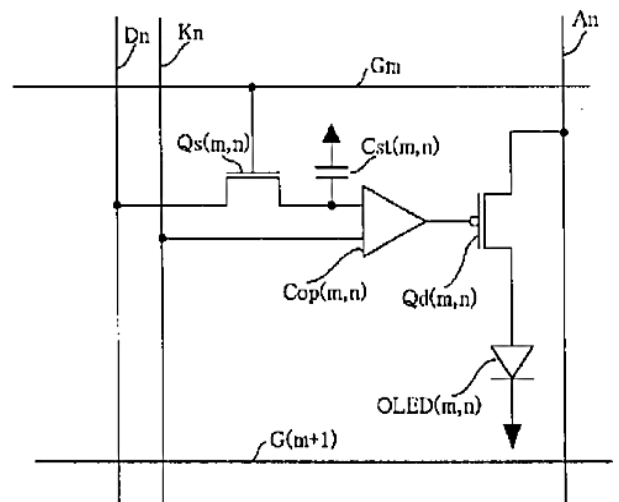 Dn
Kn
An
Gm
Qs(m,n)
Cst(m,n)
Cop(m,n)
Qd(m,n)
OLED(m,n)
G(m+1)